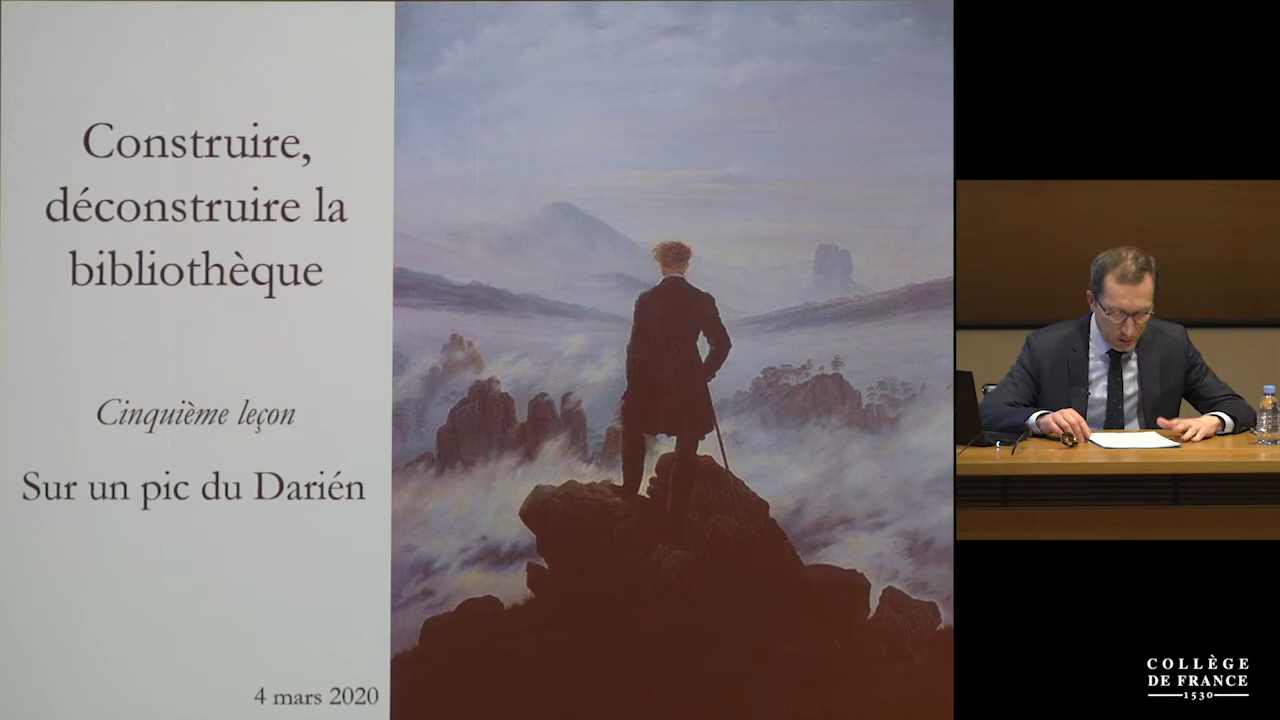 Construire,
déconstruire la
bibliothèque
Cinquième leçon
Sur un pic du Darién
4 mars 2020
COLLÈGE
DE FRANCE
1530